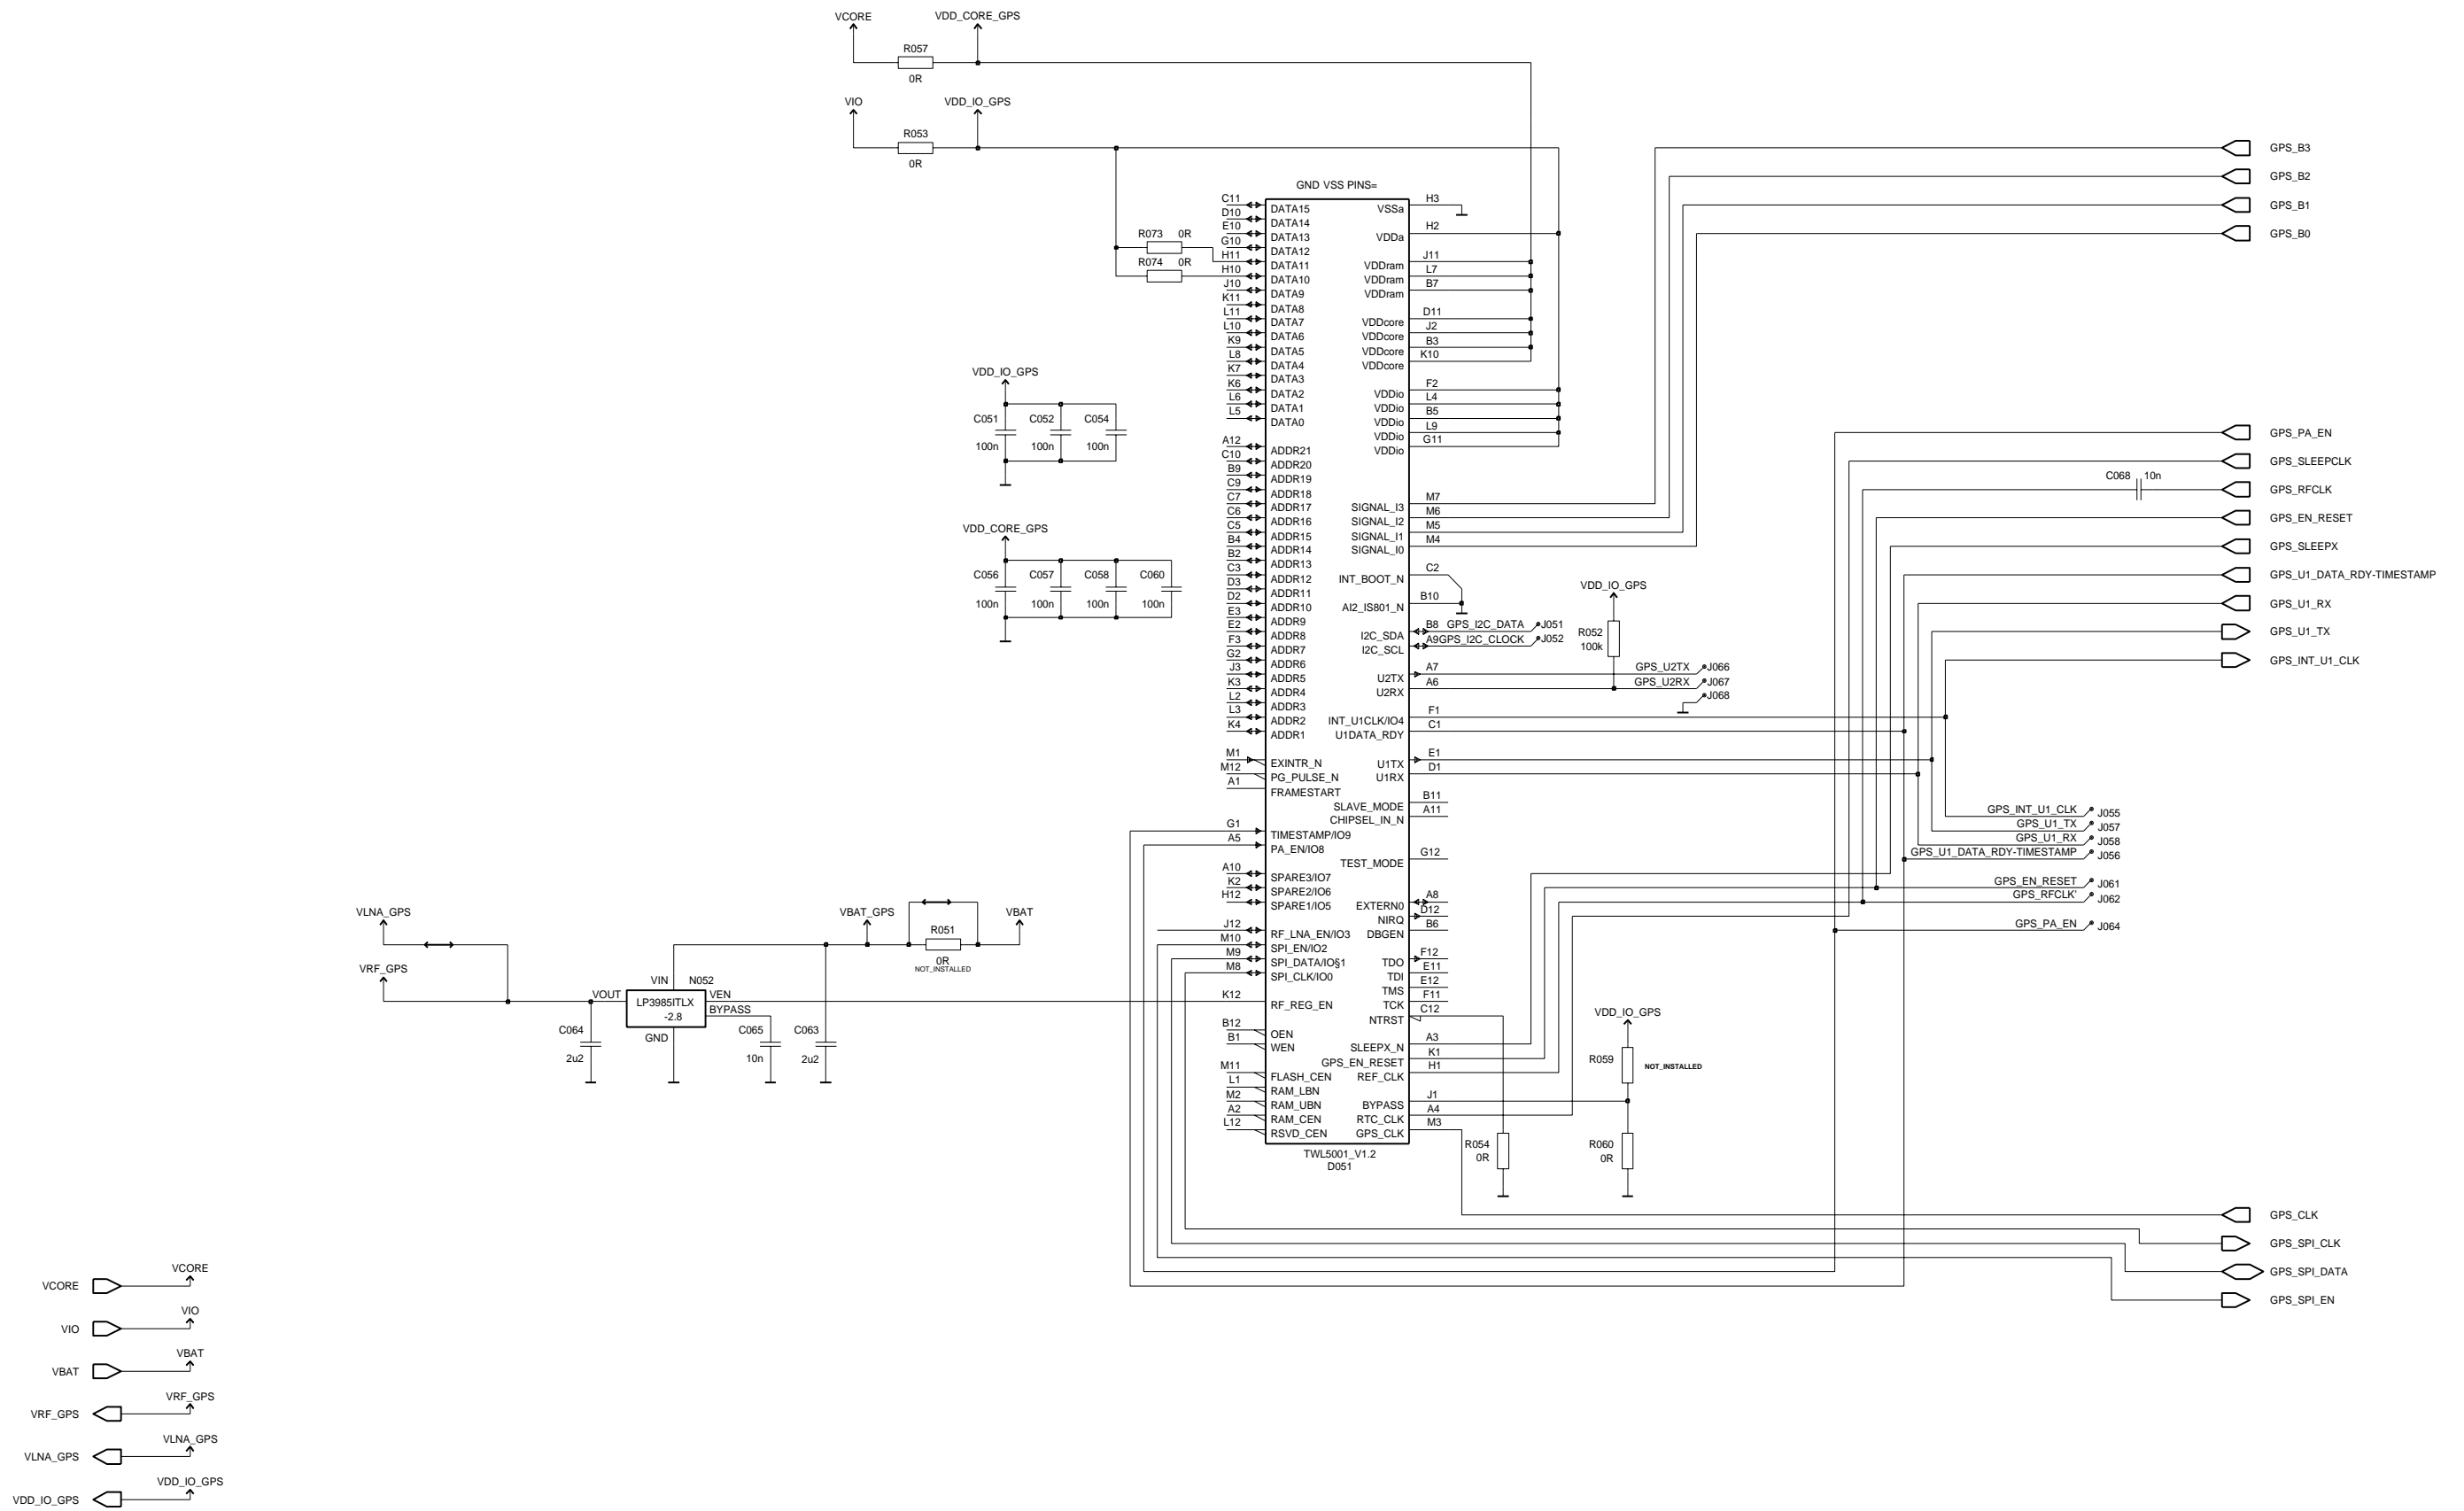 VCORE
VDD_CORE_GPS
R057
0R
VIO
VDD_IO_GPS
R053
0R
GPS_B3
GPS_B2
GPS_B1
GPS_B0
GND VSS PINS=
R073 0R
R074 0R
C11 DATA15
D10 DATA14
E10 DATA13
G10 DATA12
H11 DATA11
H10 DATA10
J10 DATA9
K11 DATA8
L11 DATA7
L10 DATA6
K9 DATA5
L8 DATA4
K7 DATA3
K6 DATA2
L6 DATA1
L5 DATA0
A12 ADDR21
C10 ADDR20
B9 ADDR19
C9 ADDR18
C7 ADDR17
C6 ADDR16
C5 ADDR15
B4 ADDR14
B2 ADDR13
C3 ADDR12
D3 ADDR11
D2 ADDR10
E3 ADDR9
E2 ADDR8
F3 ADDR7
G2 ADDR6
J3 ADDR5
K3 ADDR4
L2 ADDR3
L3 ADDR2
K4 ADDR1
M1 EXINTR_N
M12 PG_PULSE_N
A1 FRAMESTART
G1 TIMESTAMP/IO9
A5 PA_EN/IO8
A10 SPARE3/IO7
K2 SPARE2/IO6
H12 SPARE1/IO5
J12 RF_LNA_EN/IO3
M10 SPI_EN/IO2
M9 SPI_DATA/IO§1
M8 SPI_CLK/IO0
K12 RF_REG_EN
B12 OEN
B1 WEN
M11 FLASH_CEN
L1 RAM_LBN
M2 RAM_UBN
A2 RAM_CEN
L12 RSVD_CEN
VSSa H3
VDDa H2
VDDram J11
VDDram L7
VDDram B7
VDDcore D11
VDDcore J2
VDDcore B3
VDDcore K10
VDDio F2
VDDio L4
VDDio B5
VDDio L9
VDDio G11
SIGNAL_I3 M7
SIGNAL_I2 M6
SIGNAL_I1 M5
SIGNAL_I0 M4
INT_BOOT_N C2
AI2_IS801_N B10
I2C_SDA B8 GPS_I2C_DATA J051
I2C_SCL A9 GPS_I2C_CLOCK J052
U2TX A7 GPS_U2TX J066
U2RX A6 GPS_U2RX J067
J068
INT_U1CLK/IO4 F1
U1DATA_RDY C1
U1TX E1
U1RX D1
SLAVE_MODE B11
CHIPSEL_IN_N A11
TEST_MODE G12
EXTERN0 A8
NIRQ D12
DBGEN B6
TDO F12
TDI E11
TMS E12
TCK F11
NTRST C12
SLEEPX_N A3
GPS_EN_RESET K1
REF_CLK H1
BYPASS J1
RTC_CLK A4
GPS_CLK M3
TWL5001_V1.2
D051
VDD_IO_GPS
C051 C052 C054
100n 100n 100n
VDD_CORE_GPS
C056 C057 C058 C060
100n 100n 100n 100n
VDD_IO_GPS
R052
100k
GPS_PA_EN
GPS_SLEEPCLK
C068 10n
GPS_RFCLK
GPS_EN_RESET
GPS_SLEEPX
GPS_U1_DATA_RDY-TIMESTAMP
GPS_U1_RX
GPS_U1_TX
GPS_INT_U1_CLK
GPS_INT_U1_CLK J055
GPS_U1_TX J057
GPS_U1_RX J058
GPS_U1_DATA_RDY-TIMESTAMP J056
GPS_EN_RESET J061
GPS_RFCLK' J062
GPS_PA_EN J064
VLNA_GPS
VRF_GPS
VBAT_GPS
VBAT
R051
0R
NOT_INSTALLED
VIN N052
VOUT
LP3985ITLX
-2.8
VEN
BYPASS
GND
C064
2u2
C065
10n
C063
2u2
VDD_IO_GPS
R059
NOT_INSTALLED
R054
0R
R060
0R
GPS_CLK
GPS_SPI_CLK
GPS_SPI_DATA
GPS_SPI_EN
VCORE VCORE
VIO VIO
VBAT VBAT
VRF_GPS VRF_GPS
VLNA_GPS VLNA_GPS
VDD_IO_GPS VDD_IO_GPS